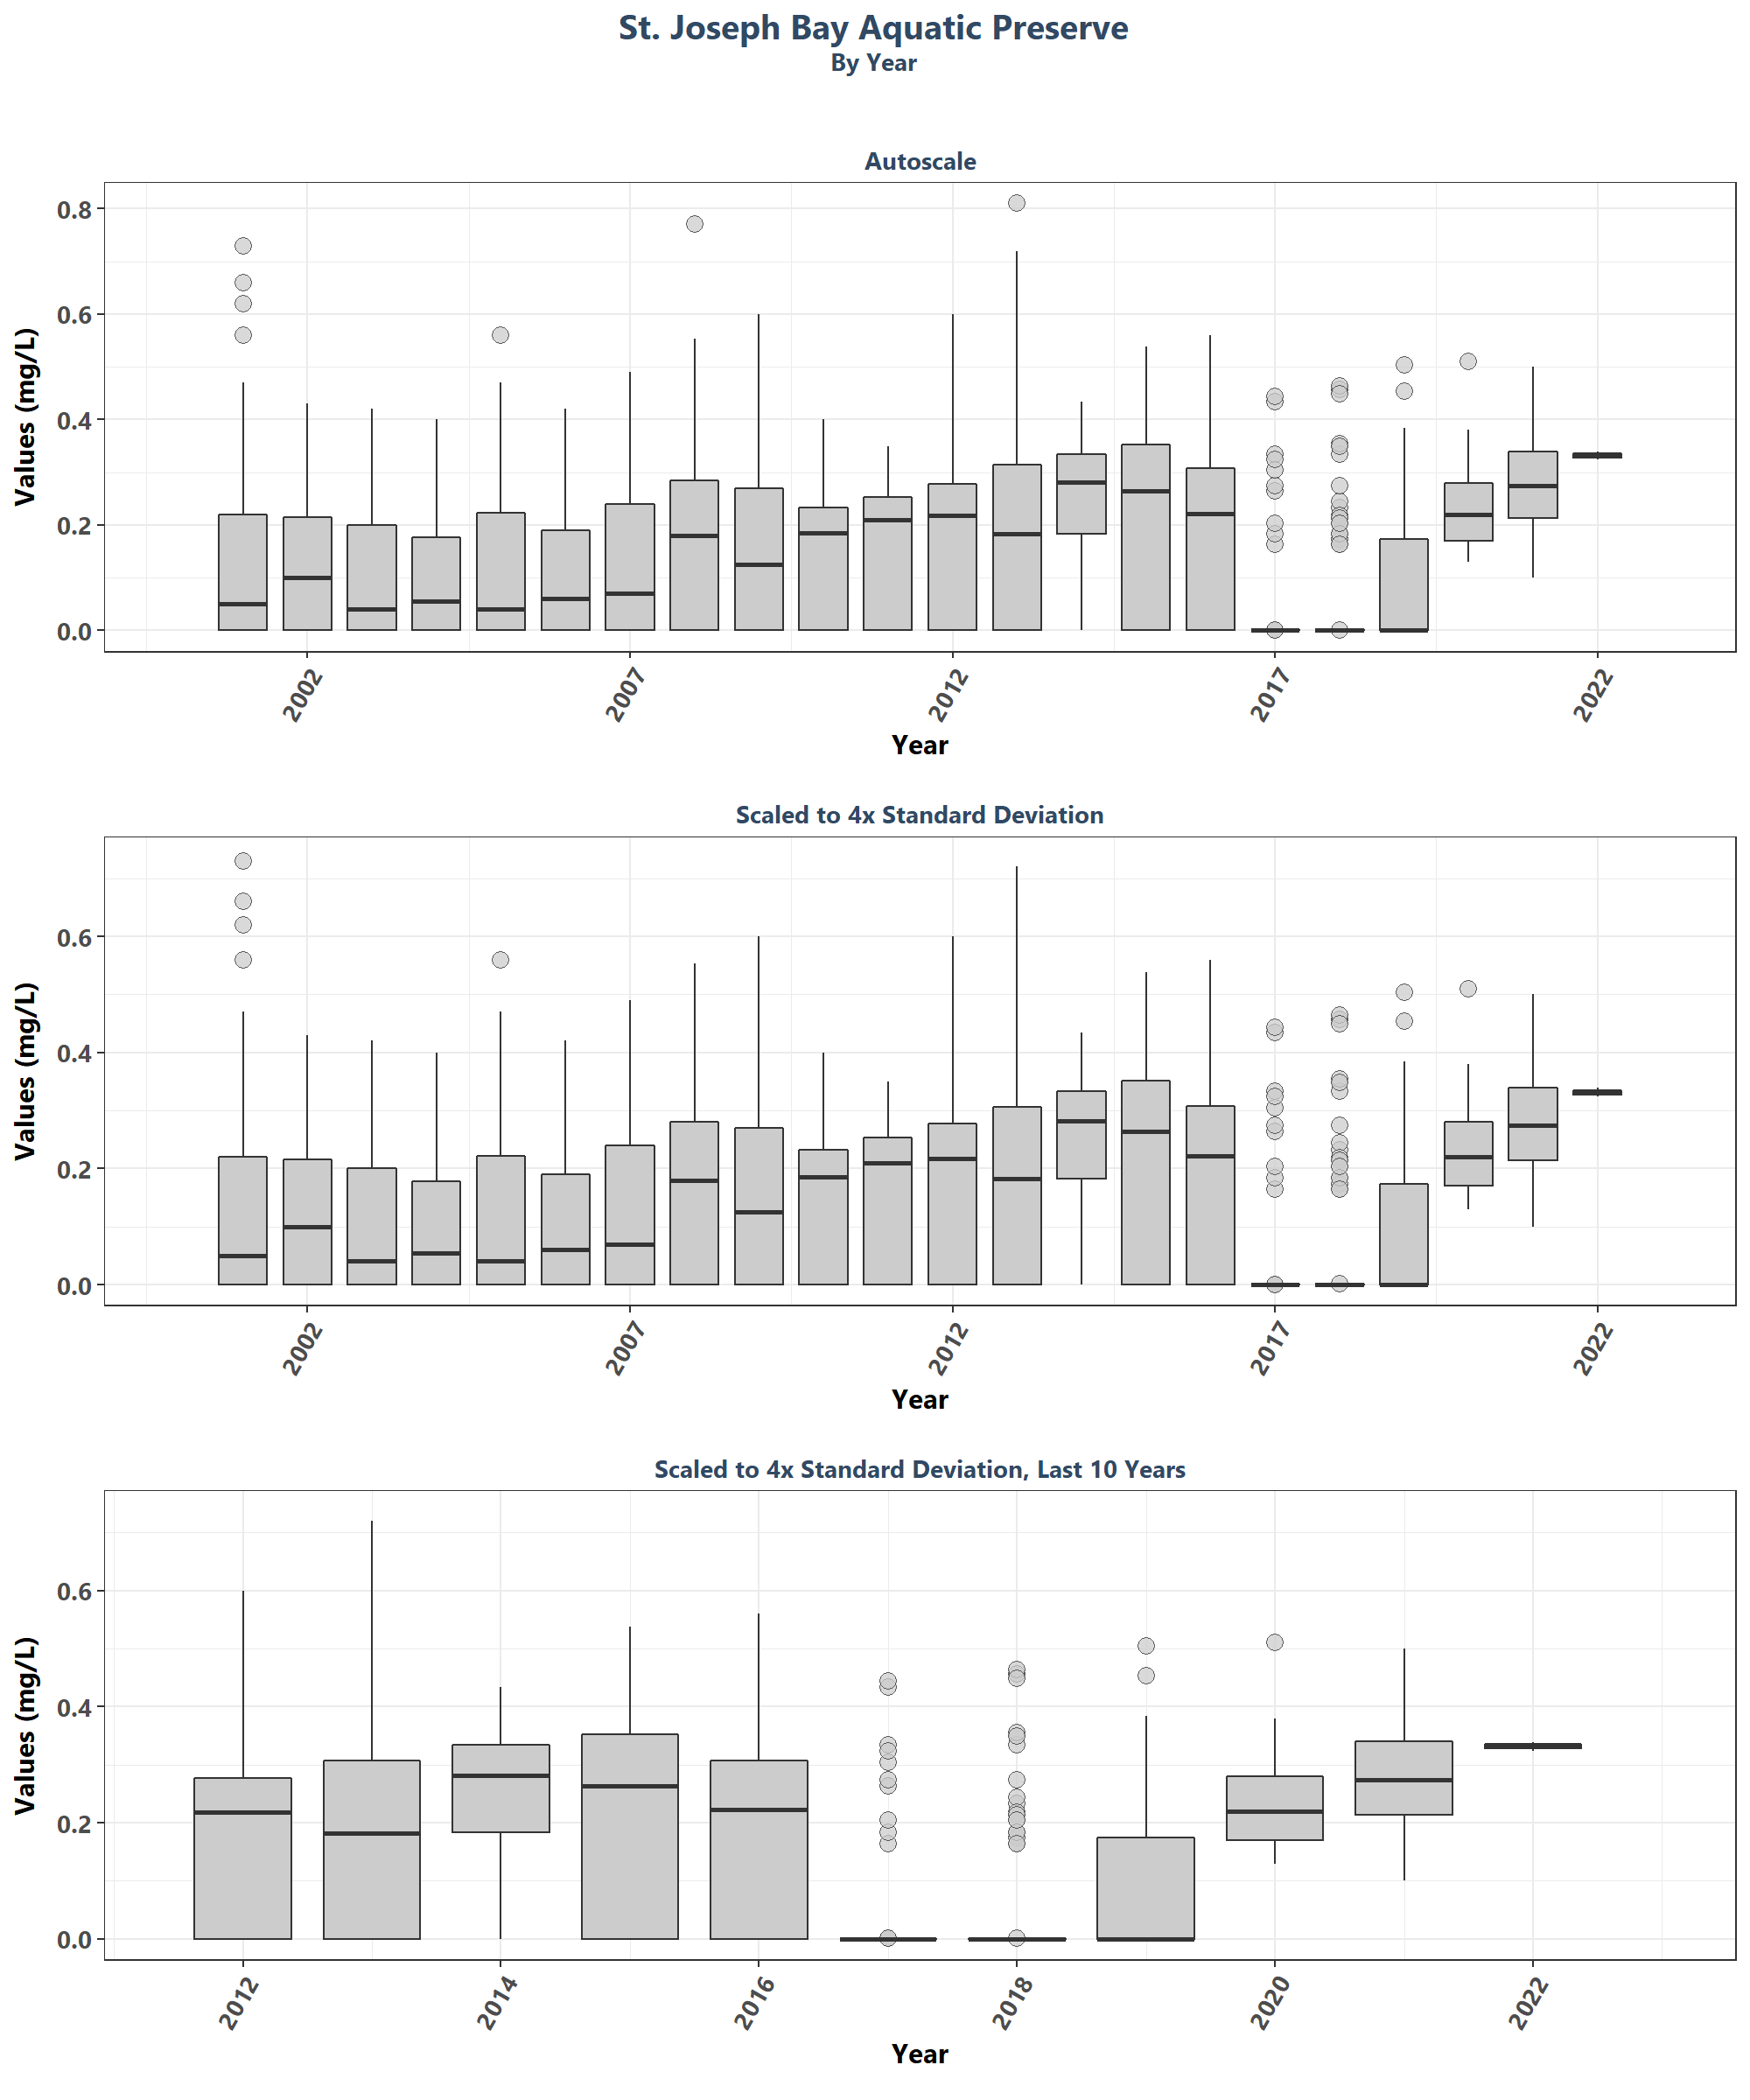 St. Joseph Bay Aquatic Preserve
By Year
Autoscale
0.8
0.6
0.4
0.2
0.0
Values (mg/L)
2002
2007
2012
2017
2022
Year
Scaled to 4x Standard Deviation
0.6
0.4
0.2
0.0
Values (mg/L)
2002
2007
2012
2017
2022
Year
Scaled to 4x Standard Deviation, Last 10 Years
0.6
0.4
0.2
0.0
Values (mg/L)
2012
2014
2016
2018
2020
2022
Year